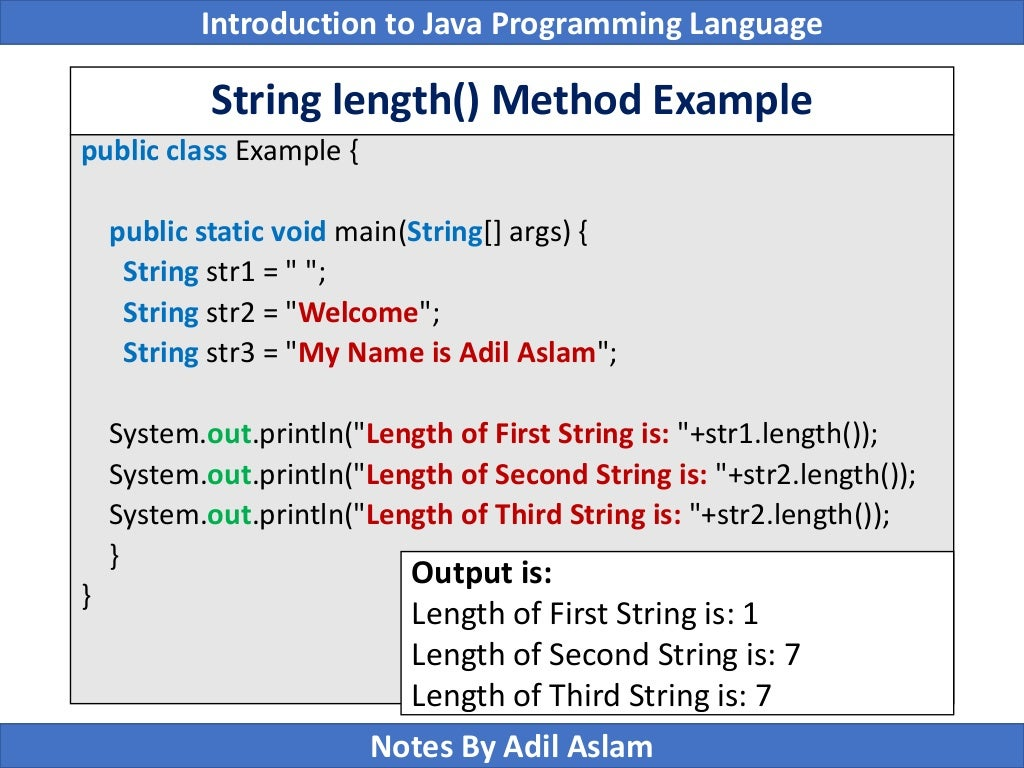 Introduction to Java Programming Language
String length() Method Example
public class Example {
public static void main(String[] args) {
String str1 = " ";
String str2 = "Welcome";
String str3 = "My Name is Adil Aslam";
System.out.println("Length of First String is: "+str1.length());
System.out.println("Length of Second String is: "+str2.length());
System.out.println("Length of Third String is: "+str2.length());
}
}
Output is:
Length of First String is: 1
Length of Second String is: 7
Length of Third String is: 7
Notes By Adil Aslam